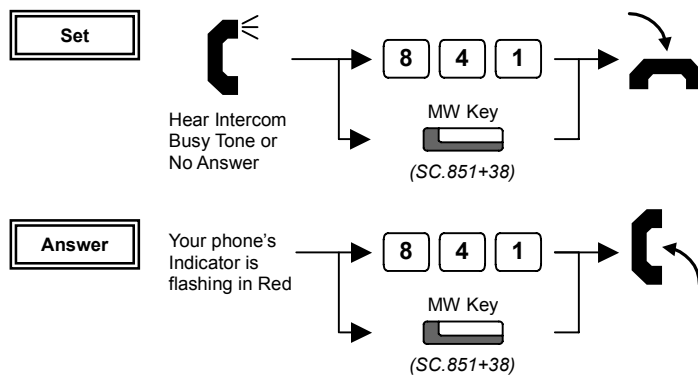 Set
Hear Intercom
Busy Tone or
No Answer
8 4 1
MW Key
(SC.851+38)
Answer
Your phone's
Indicator is
flashing in Red
8 4 1
MW Key
(SC.851+38)